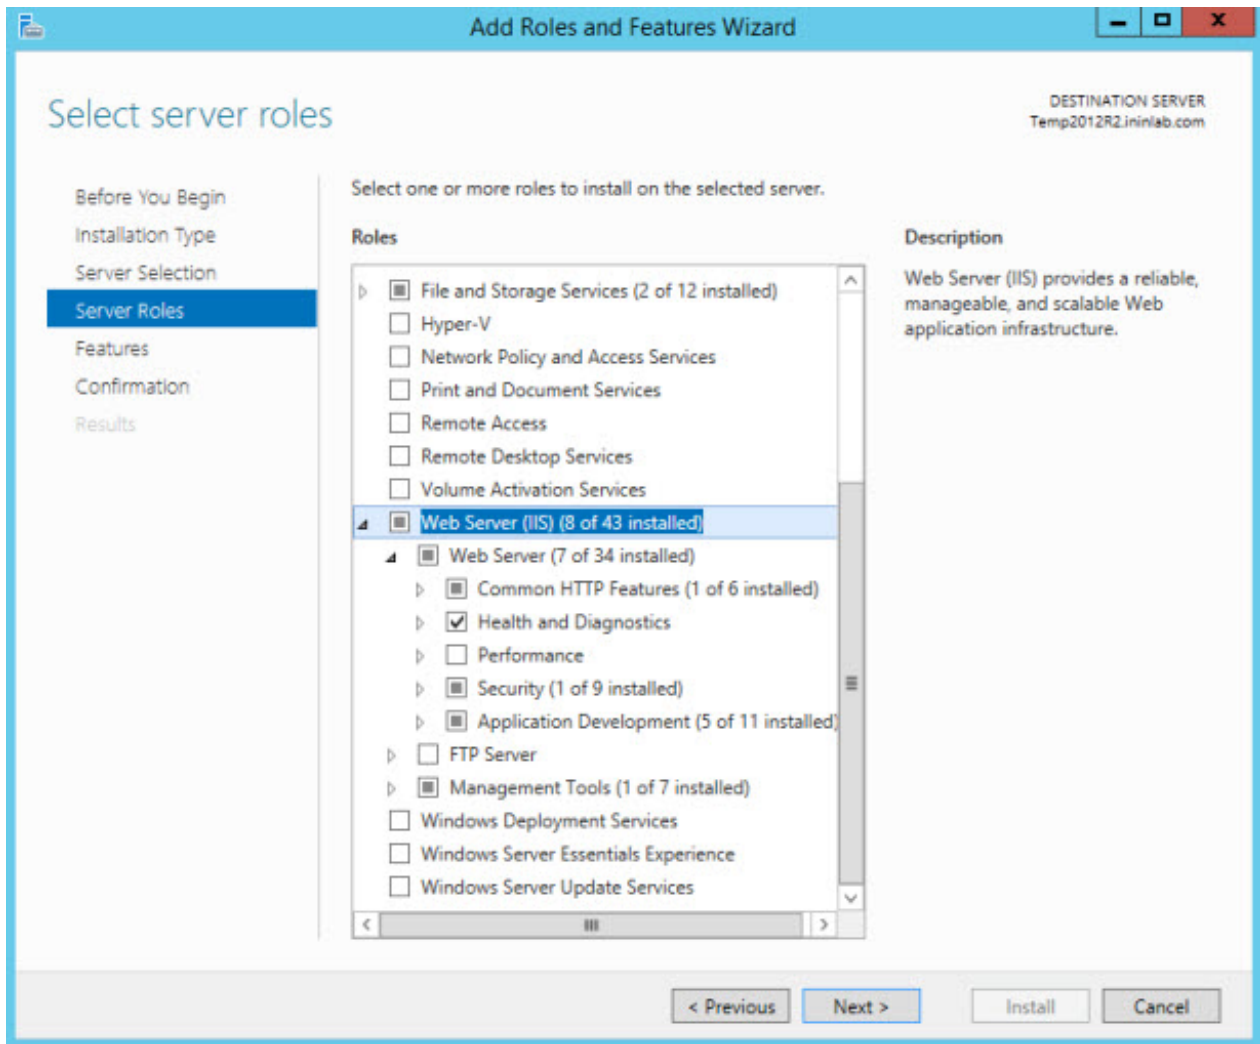 Add Roles and Features Wizard
Select server roles
DESTINATION SERVER
Temp2012R2.ininlab.com
Before You Begin
Installation Type
Server Selection
Server Roles
Features
Confirmation
Results
Select one or more roles to install on the selected server.
Roles
File and Storage Services (2 of 12 installed)
Hyper-V
Network Policy and Access Services
Print and Document Services
Remote Access
Remote Desktop Services
Volume Activation Services
Web Server (IIS) (8 of 43 installed)
Web Server (7 of 34 installed)
Common HTTP Features (1 of 6 installed)
Health and Diagnostics
Performance
Security (1 of 9 installed)
Application Development (5 of 11 installed)
FTP Server
Management Tools (1 of 7 installed)
Windows Deployment Services
Windows Server Essentials Experience
Windows Server Update Services
Description
Web Server (IIS) provides a reliable,
manageable, and scalable Web
application infrastructure.
< Previous
Next >
Install
Cancel